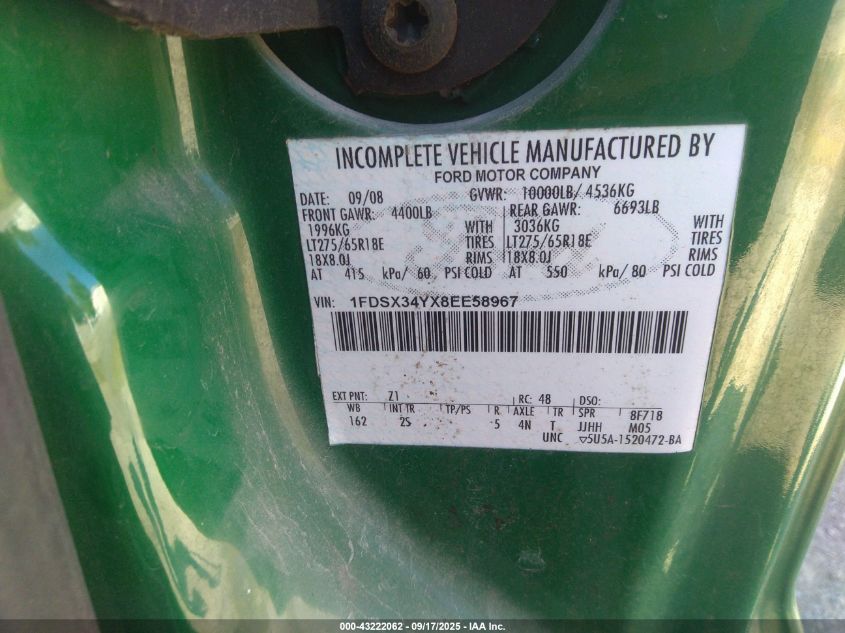 INCOMPLETE VEHICLE MANUFACTURED BY
FORD MOTOR COMPANY
DATE: 09/08 GVWR: 10000LB/ 4536KG
FRONT GAWR: 4400LB REAR GAWR: 6693LB
1996KG WITH 3036KG WITH
LT275/65R18E TIRES LT275/65R18E TIRES
18X8.0J RIMS 18X8.0J RIMS
AT 415 kPa/ 60 PSI COLD AT 550 kPa/ 80 PSI COLD
VIN: 1FDSX34YX8EE58967
EXT PNT: Z1 RC: 48 DSO:
WB INT TR TP/PS R AXLE TR SPR 8F71B
162 2S 5 4N T JJHH M05
UNC ▽5U5A-1520472-BA
000-43222062 - 09/17/2025 - IAA Inc.